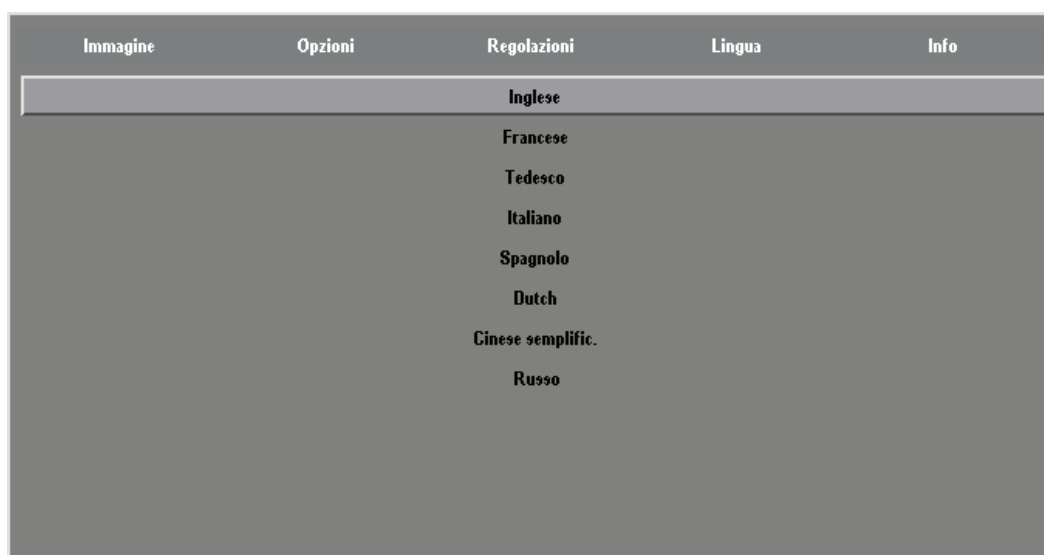 Immagine Opzioni Regolazioni Lingua Info
Inglese
Francese
Tedesco
Italiano
Spagnolo
Dutch
Cinese semplific.
Russo